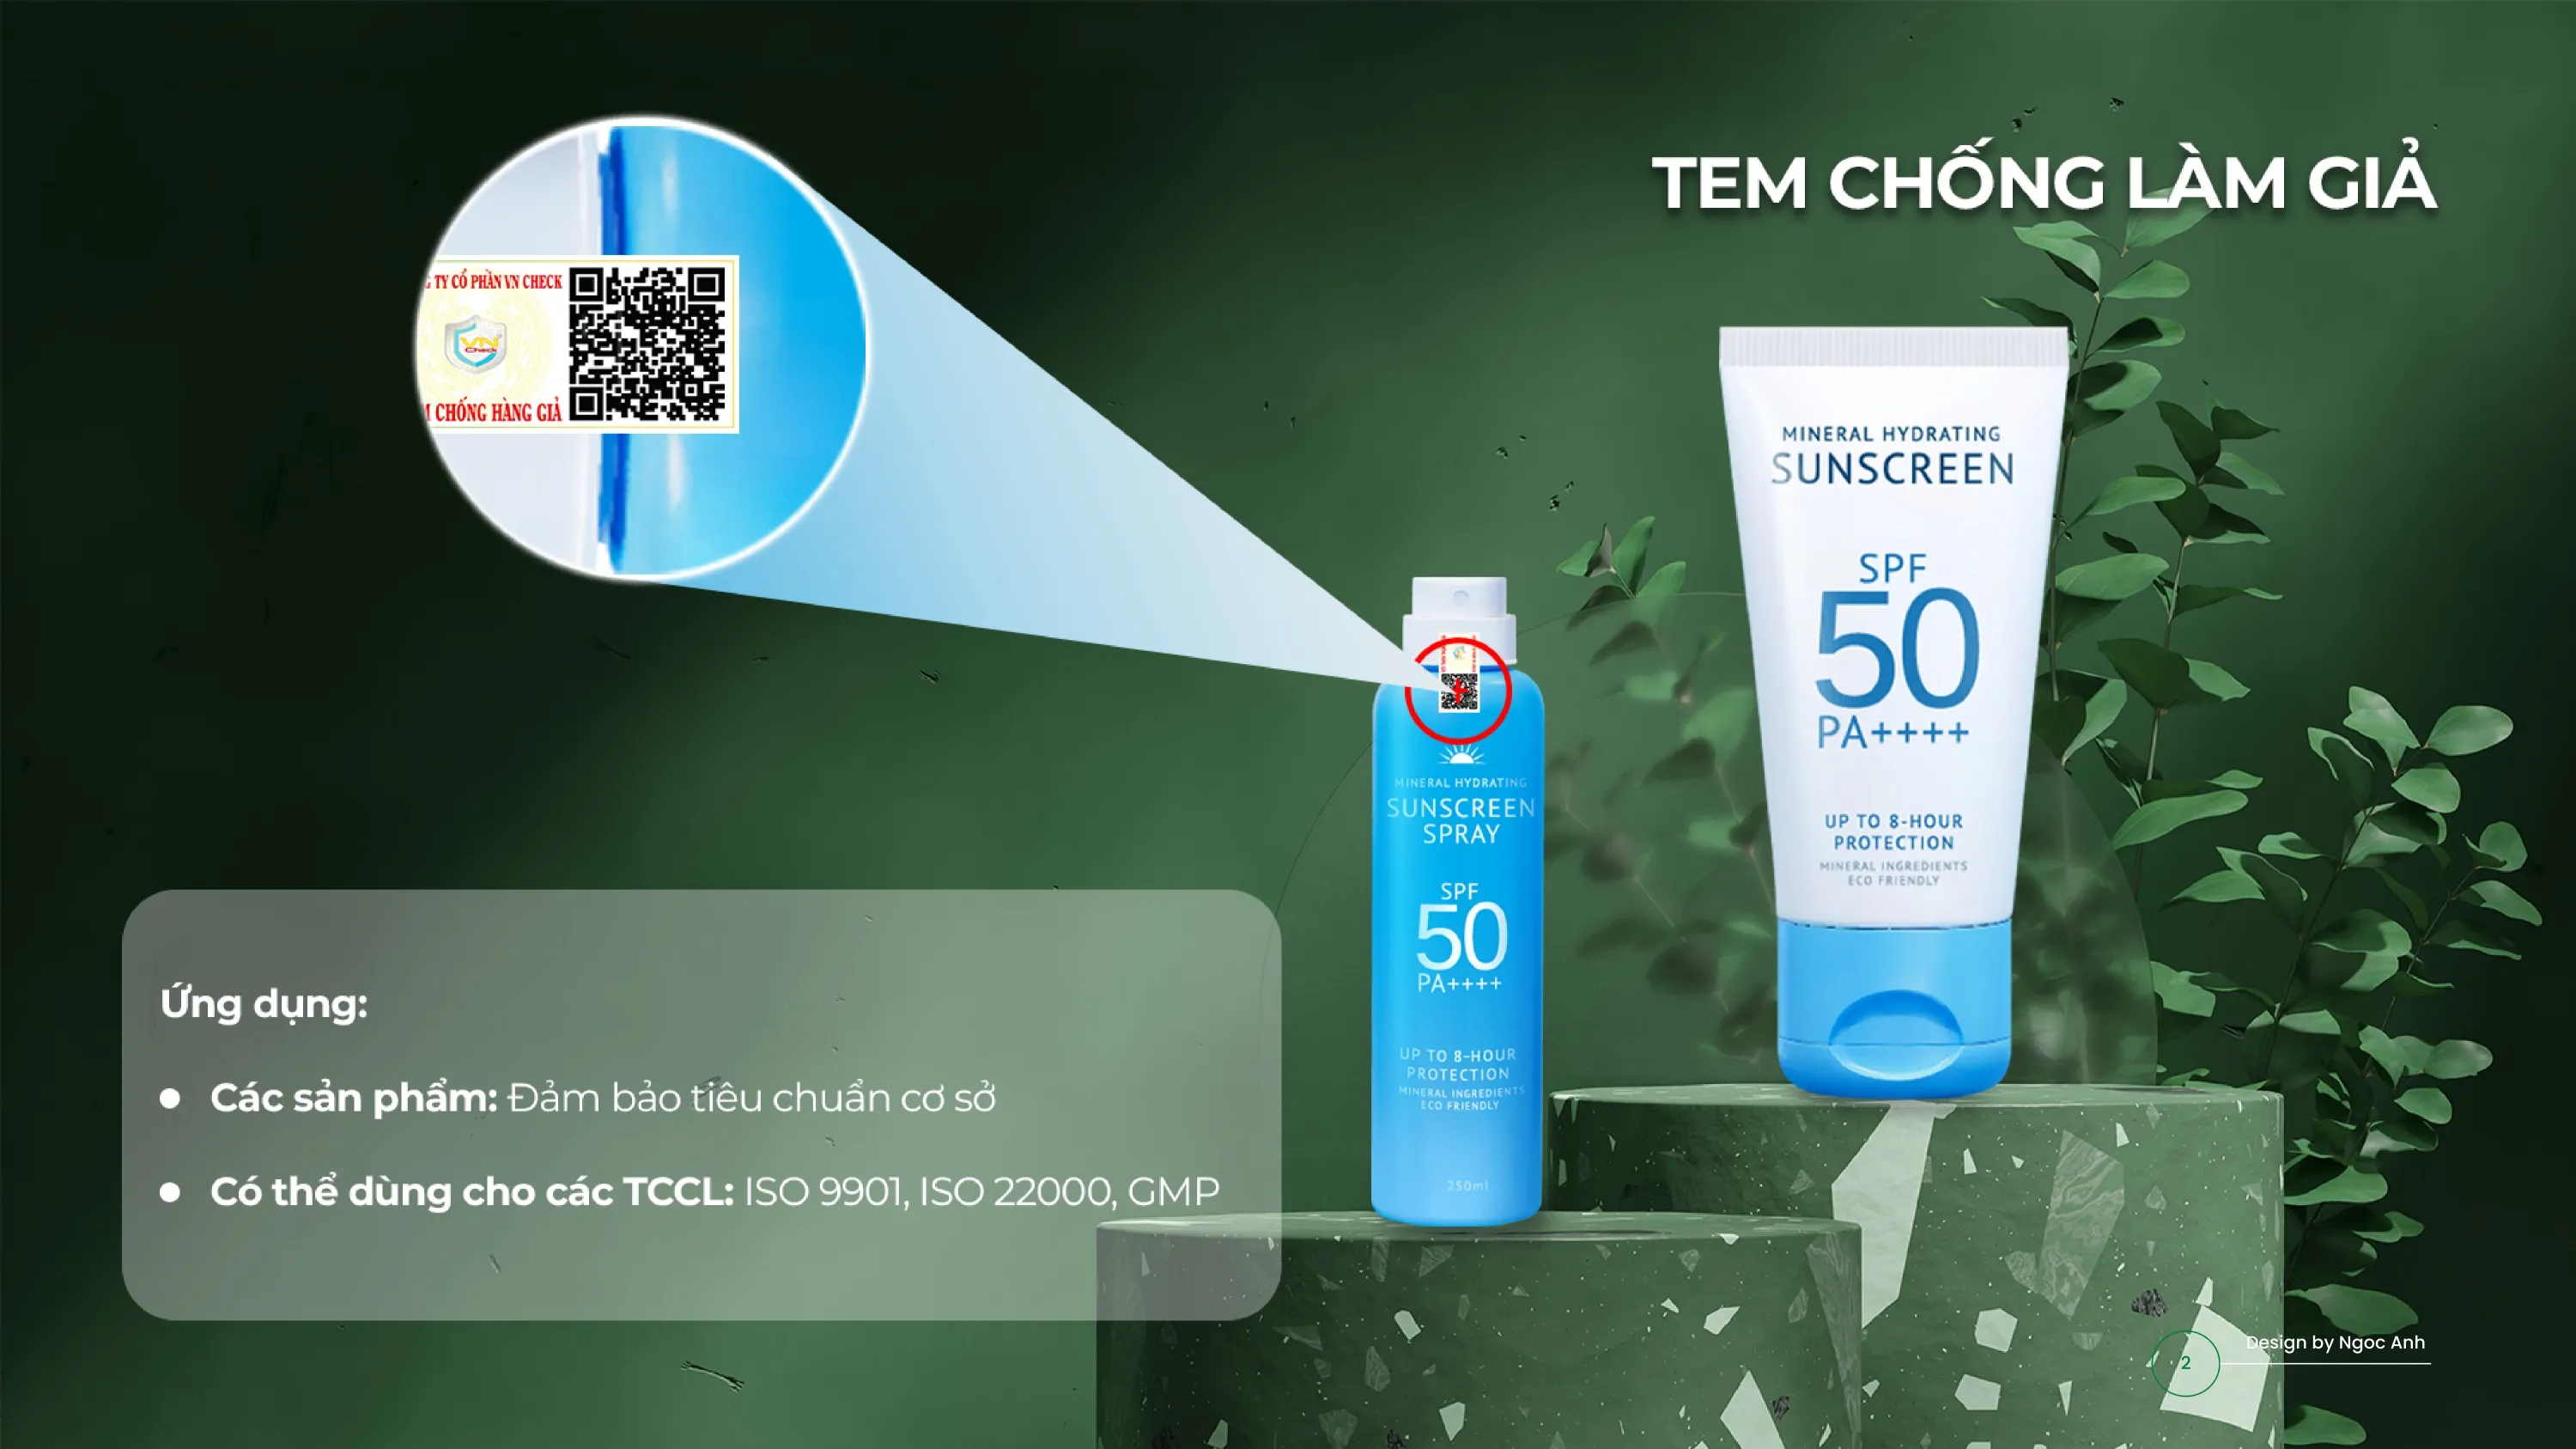 TEM CHỐNG LÀM GIẢ
TY CỔ PHẦN VN CHECK
VN
Check
CHỐNG HÀNG GIẢ
MINERAL HYDRATING
SUNSCREEN
SPF
50
PA++++
UP TO 8-HOUR
PROTECTION
MINERAL INGREDIENTS
ECO FRIENDLY
MINERAL HYDRATING
SUNSCREEN
SPRAY
SPF
50
PA++++
UP TO 8-HOUR
PROTECTION
MINERAL INGREDIENTS
ECO FRIENDLY
250ml
Ứng dụng:
Các sản phẩm: Đảm bảo tiêu chuẩn cơ sở
Có thể dùng cho các TCCL: ISO 9901, ISO 22000, GMP
Design by Ngoc Anh
2